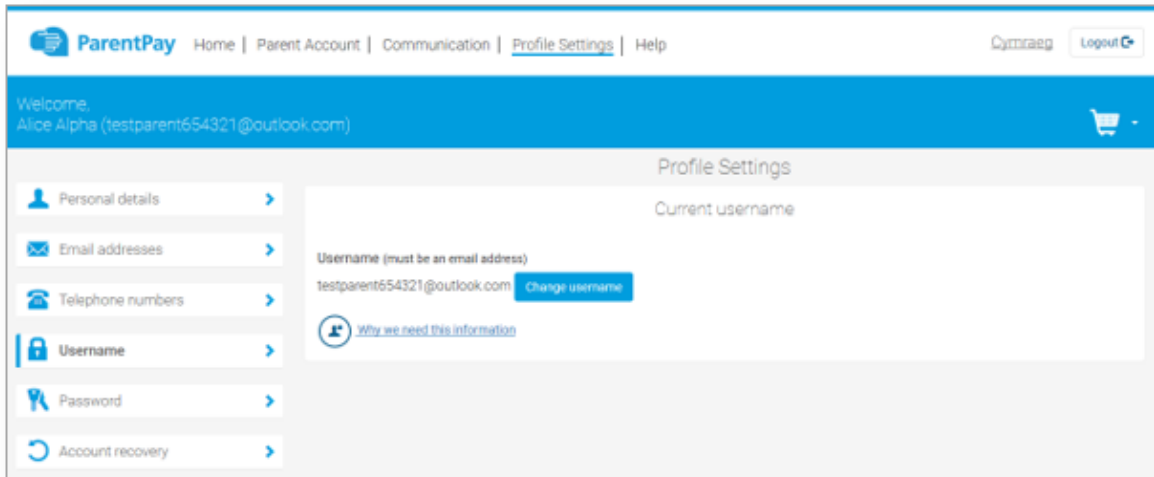 ParentPay Home | Parent Account | Communication | Profile Settings | Help Cymraeg Logout
Welcome,
Alice Alpha (testparent654321@outlook.com)
Profile Settings
Personal details
Email addresses
Telephone numbers
Username
Password
Account recovery
Current username
Username (must be an email address)
testparent654321@outlook.com Change username
Why we need this information